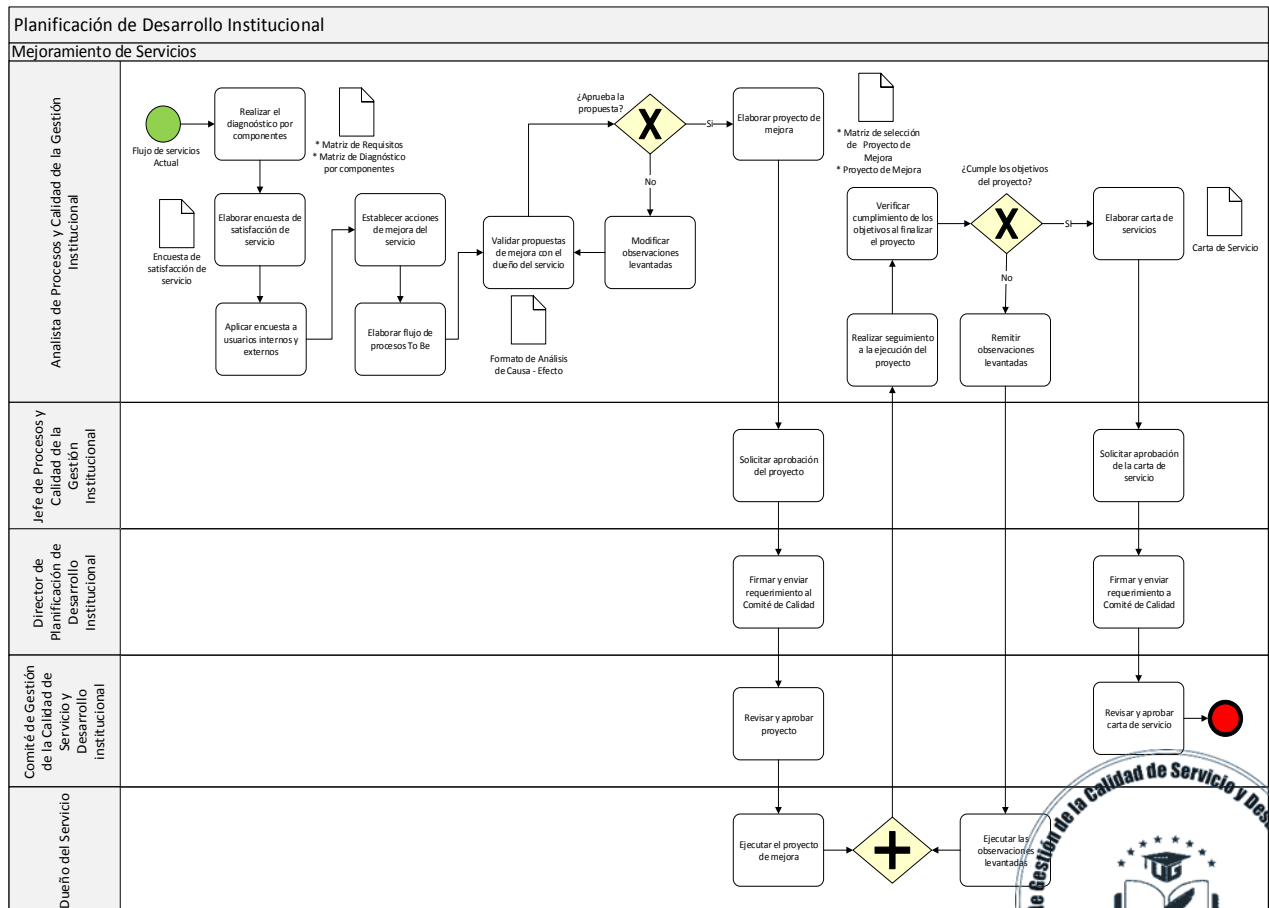 Planificación de Desarrollo Institucional
Mejoramiento de Servicios
Analista de Procesos y Calidad de la Gestión
Institucional
Flujo de servicios
Actual
Realizar el
diagnóstico por
componentes
* Matriz de Requisitos
* Matriz de Diagnóstico
por componentes
Encuesta de
satisfacción de
servicio
Elaborar encuesta de
satisfacción de
servicio
Aplicar encuesta a
usuarios internos y
externos
Establecer acciones
de mejora del
servicio
Elaborar flujo de
procesos To Be
Validar propuestas
de mejora con el
dueño del servicio
Formato de Análisis
de Causa - Efecto
¿Aprueba la
propuesta?
X
Si
No
Modificar
observaciones
levantadas
Elaborar proyecto de
mejora
* Matriz de selección
de Proyecto de
Mejora
* Proyecto de Mejora
Verificar
cumplimiento de los
objetivos al finalizar
el proyecto
Realizar seguimiento
a la ejecución del
proyecto
¿Cumple los objetivos
del proyecto?
X
SI
No
Remitir
observaciones
levantadas
Elaborar carta de
servicios
Carta de Servicio
Jefe de Procesos y
Calidad de la
Gestión
Institucional
Solicitar aprobación
del proyecto
Solicitar aprobación
de la carta de
servicio
Director de
Planificación de
Desarrollo
Institucional
Firmar y enviar
requerimiento al
Comité de Calidad
Firmar y enviar
requerimiento a
Comité de Calidad
Comité de Gestión
de la Calidad de
Servicio y
Desarrollo
institucional
Revisar y aprobar
proyecto
Revisar y aprobar
carta de servicio
Dueño del Servicio
Ejecutar el proyecto
de mejora
Ejecutar las
observaciones
levantadas
de Gestión de la Calidad de Servicio y Des
UG